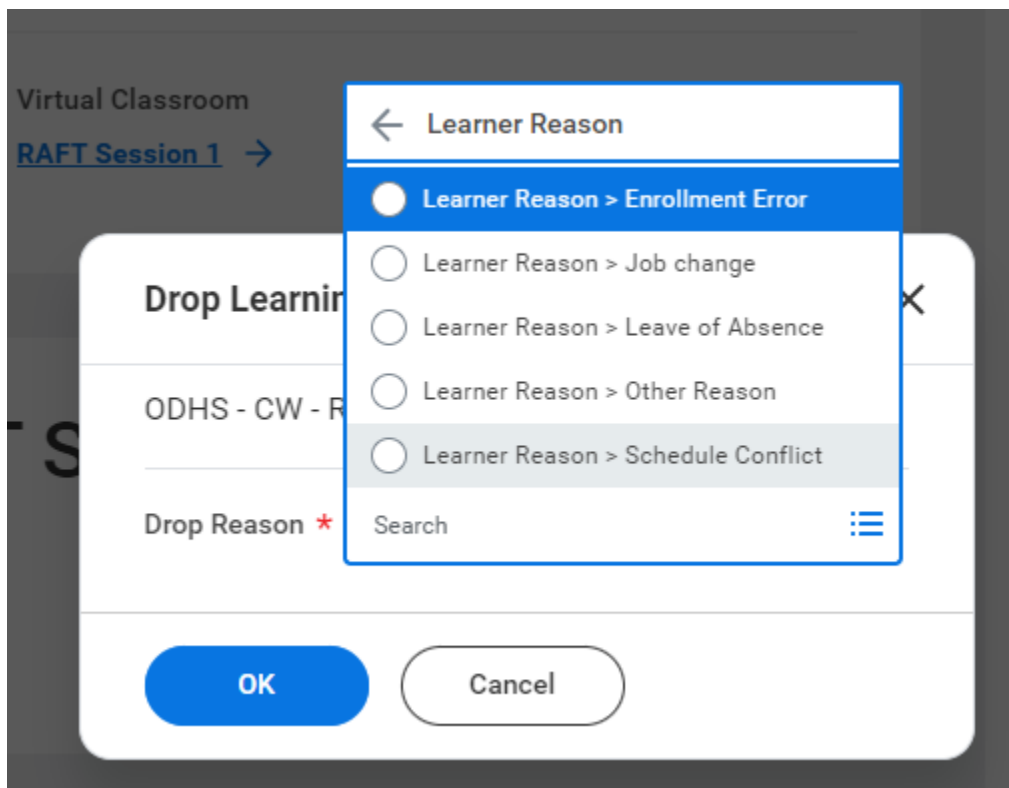 Virtual Classroom
RAFT Session 1
Learner Reason
Learner Reason > Enrollment Error
Learner Reason > Job change
Learner Reason > Leave of Absence
Learner Reason > Other Reason
Learner Reason > Schedule Conflict
Search
Drop
ODHS - CW -
Drop Reason *
OK
Cancel